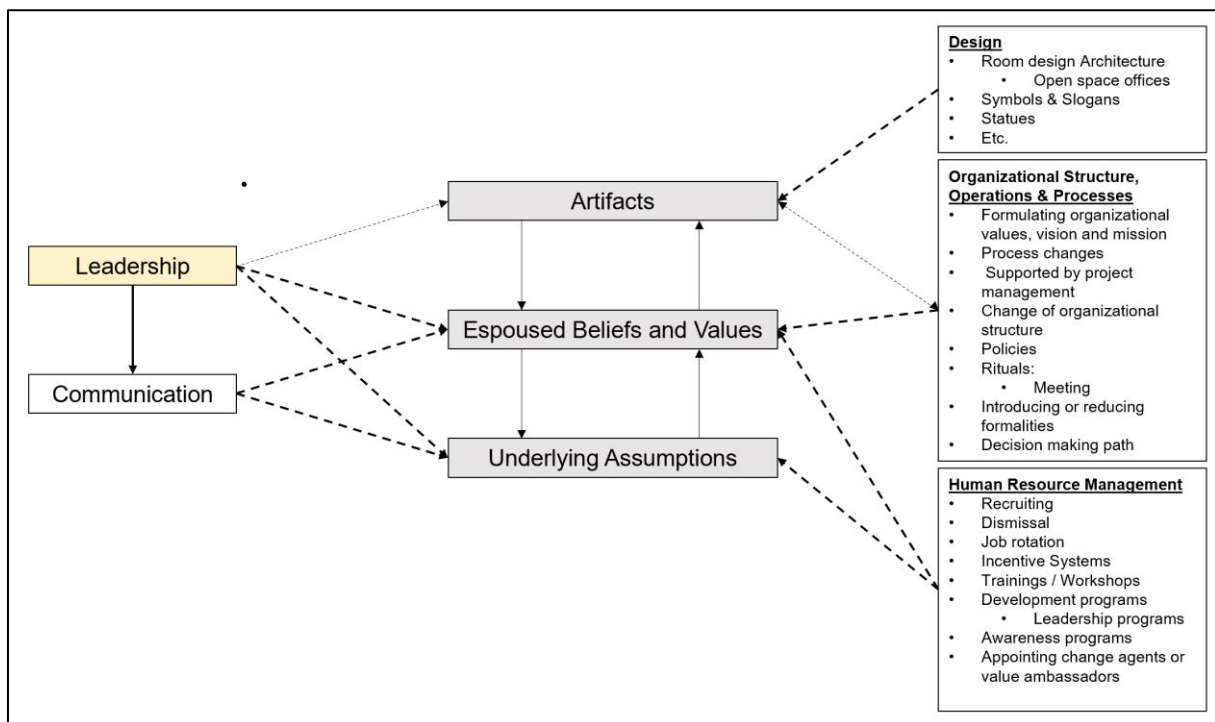 Leadership
Communication
Artifacts
Espoused Beliefs and Values
Underlying Assumptions
Design
• Room design Architecture
• Open space offices
• Symbols & Slogans
• Statues
• Etc.
Organizational Structure,
Operations & Processes
• Formulating organizational
values, vision and mission
• Process changes
• Supported by project
management
• Change of organizational
structure
• Policies
• Rituals:
• Meeting
• Introducing or reducing
formalities
• Decision making path
Human Resource Management
• Recruiting
• Dismissal
• Job rotation
• Incentive Systems
• Trainings / Workshops
• Development programs
• Leadership programs
• Awareness programs
• Appointing change agents or
value ambassadors